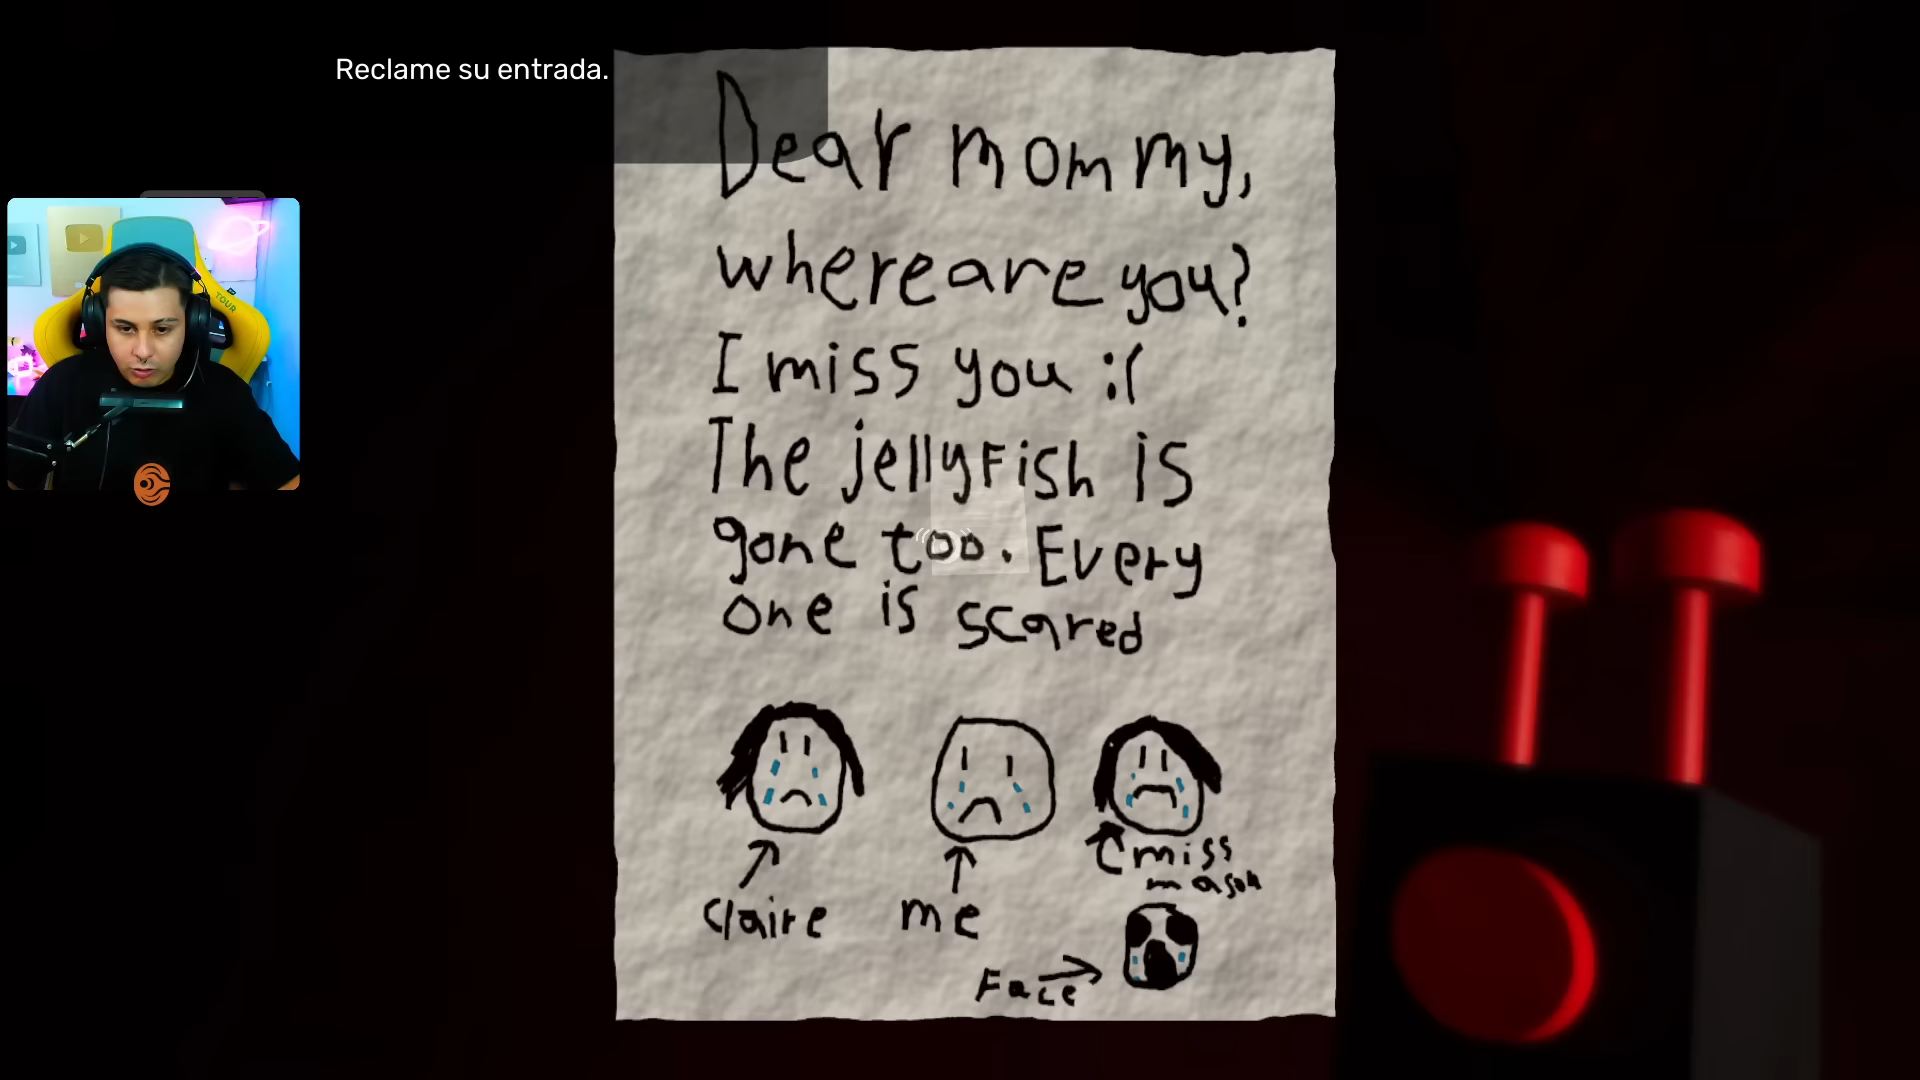 Reclame su entrada.
Dear mommy,
where are you?
I miss you :(
The jellyfish is
gone too. Every
one is scared
claire
me
miss
mason
Face
TOUR